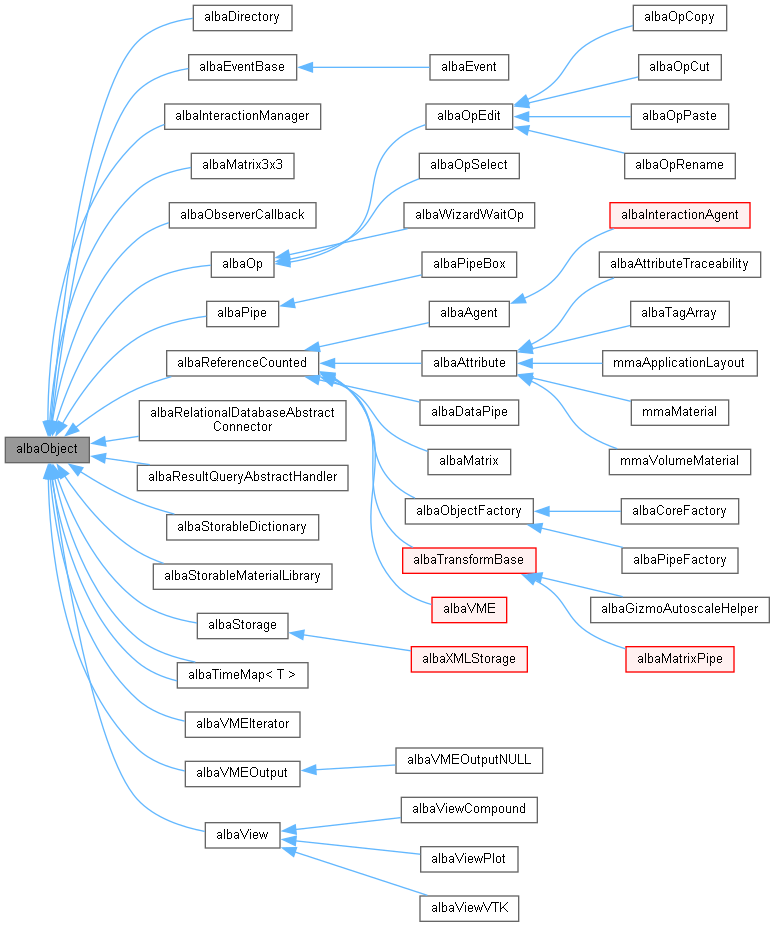 albaObject
albaDirectory
albaEventBase
albaEvent
albaInteractionManager
albaMatrix3x3
albaObserverCallback
albaOp
albaOpEdit
albaOpCopy
albaOpCut
albaOpPaste
albaOpRename
albaOpSelect
albaWizardWaitOp
albaPipe
albaPipeBox
albaReferenceCounted
albaAgent
albaInteractionAgent
albaAttribute
albaAttributeTraceability
albaTagArray
mmaApplicationLayout
mmaMaterial
mmaVolumeMaterial
albaDataPipe
albaMatrix
albaObjectFactory
albaCoreFactory
albaPipeFactory
albaTransformBase
albaGizmoAutoscaleHelper
albaMatrixPipe
albaVME
albaRelationalDatabaseAbstract
Connector
albaResultQueryAbstractHandler
albaStorableDictionary
albaStorableMaterialLibrary
albaStorage
albaXMLStorage
albaTimeMap< T >
albaVMEIterator
albaVMEOutput
albaVMEOutputNULL
albaView
albaViewCompound
albaViewPlot
albaViewVTK